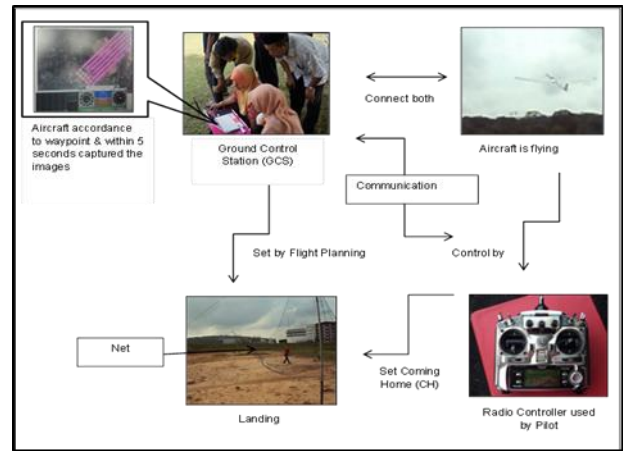 Aircraft accordance
to waypoint & within 5
seconds captured the
images
Ground Control
Station (GCS)
Connect both
Aircraft is flying
Communication
Set by Flight Planning
Control by
Net
Landing
Set Coming
Home (CH)
Radio Controller used
by Pilot